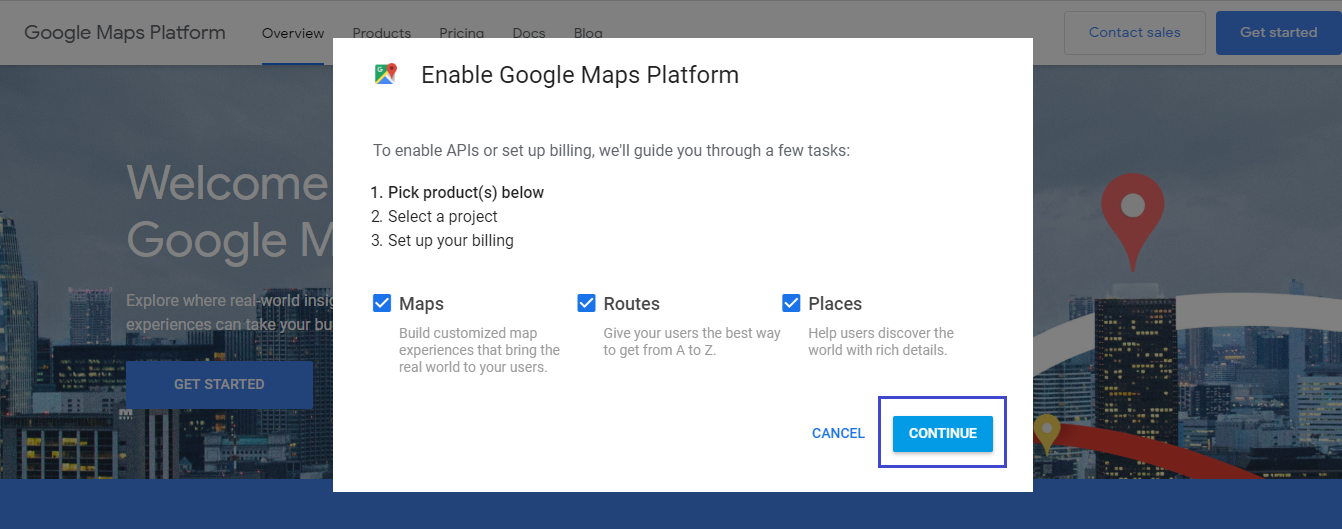 Google Maps Platform
Overview
Products
Pricing
Docs
Blog
Contact sales
Get started
Enable Google Maps Platform
To enable APIs or set up billing, we'll guide you through a few tasks:
1. Pick product(s) below
2. Select a project
3. Set up your billing
Maps
Build customized map
experiences that bring the
real world to your users.
Routes
Give your users the best way
to get from A to Z.
Places
Help users discover the
world with rich details.
CANCEL
CONTINUE
Welcome
Google
Explore where real-world
experiences can take your
GET STARTED